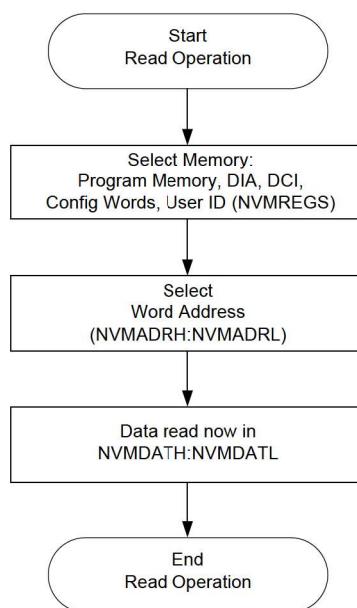 Start
Read Operation
Select Memory:
Program Memory, DIA, DCI,
Config Words, User ID (NVMREGS)
Select
Word Address
(NVMADRH:NVMADRL)
Data read now in
NVMDATH:NVMDATL
End
Read Operation